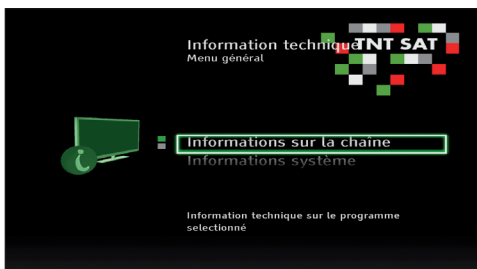 Information technique
TNT SAT
Menu général
Informations sur la chaîne
Informations système
Information technique sur le programme
selectionné